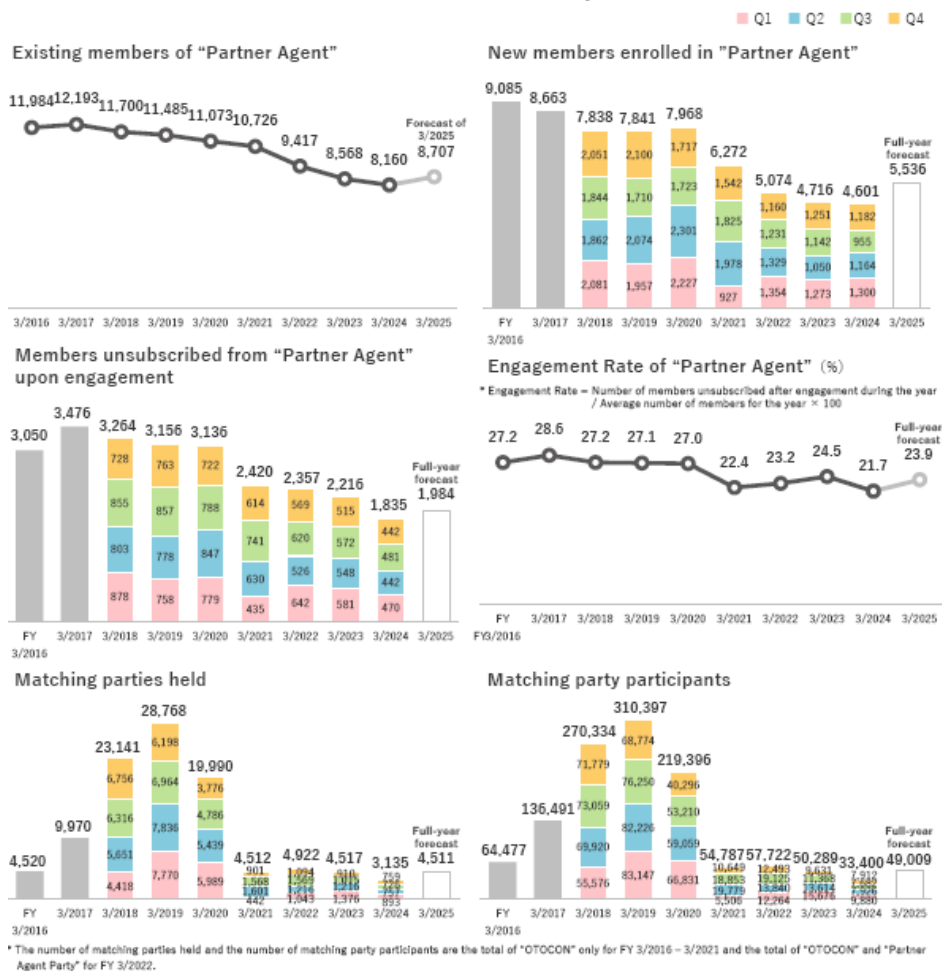 Q1 Q2 Q3 Q4
Existing members of “Partner Agent”
11,984 12,193 11,700 11,485 11,073 10,726 9,417 8,568 8,160
Forecast of
3/2025
8,707
3/2016 3/2017 3/2018 3/2019 3/2020 3/2021 3/2022 3/2023 3/2024 3/2025
New members enrolled in ”Partner Agent”
9,085 8,663 7,838 7,841 7,968 6,272 5,074 4,716 4,601
Full-year
forecast
5,536
2,051 2,100 1,717 1,542 1,160 1,251 1,182
1,844 1,710 1,723 1,825 1,231 1,142 955
1,862 2,074 2,301 1,978 1,329 1,050 1,164
2,081 1,957 2,227 927 1,354 1,273 1,300
FY 3/2017 3/2018 3/2019 3/2020 3/2021 3/2022 3/2023 3/2024 3/2025
3/2016
Members unsubscribed from “Partner Agent”
upon engagement
3,050 3,476 3,264 3,156 3,136 2,420 2,357 2,216 1,835
Full-year
forecast
1,984
728 763 722 614 569 515 442
855 857 788 741 620 572 481
803 778 847 630 526 548 442
878 758 779 435 642 581 470
FY 3/2017 3/2018 3/2019 3/2020 3/2021 3/2022 3/2023 3/2024 3/2025
3/2016
Engagement Rate of “Partner Agent” (%)
* Engagement Rate = Number of members unsubscribed after engagement during the year
/ Average number of members for the year × 100
27.2 28.6 27.2 27.1 27.0 22.4 23.2 24.5 21.7
Full-year
forecast
23.9
FY 3/2017 3/2018 3/2019 3/2020 3/2021 3/2022 3/2023 3/2024 3/2025
FY3/2016
Matching parties held
4,520 9,970 23,141 28,768 19,990 4,512 4,922 4,517 3,135
Full-year
forecast
4,511
6,756 6,198 3,776 901 759
6,316 6,964 4,786 1,568
5,651 7,836 5,439 1,601 1,216
4,418 7,770 5,989 442 1,043 1,376 893
FY 3/2017 3/2018 3/2019 3/2020 3/2021 3/2022 3/2023 3/2024 3/2025
3/2016
Matching party participants
64,477 136,491 270,334 310,397 219,396 54,787 57,722 50,289 33,400
Full-year
forecast
49,009
71,779 68,774 40,296 10,649 12,493 9,631 7,912
73,059 76,250 53,210 18,853 19,125 11,368
69,920 82,226 59,059 19,779 13,840 13,614
55,576 83,147 66,831 5,506 12,264 15,676 9,880
FY 3/2017 3/2018 3/2019 3/2020 3/2021 3/2022 3/2023 3/2024 3/2025
3/2016
* The number of matching parties held and the number of matching party participants are the total of “OTOCON” only for FY 3/2016 – 3/2021 and the total of “OTOCON” and “Partner
Agent Party” for FY 3/2022.